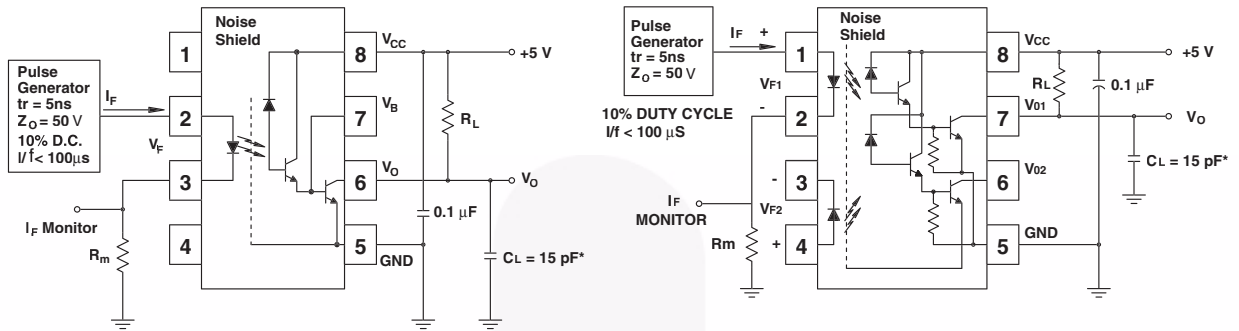 Pulse
Generator
tr = 5ns
ZO = 50 V
10% D.C.
I/ f < 100μs
IF
VF
IF Monitor
Rm
Noise
Shield
1
2
3
4
8
7
6
5
VCC
VB
VO
GND
+5 V
RL
VO
0.1 μF
CL = 15 pF*
Pulse
Generator
tr = 5ns
ZO = 50 V
IF +
VF1
-
10% DUTY CYCLE
I/f < 100 μS
-
VF2
+
IF
MONITOR
Rm
Noise
Shield
1
2
3
4
8
7
6
5
VCC
V01
V02
GND
+5 V
RL
0.1 μF
VO
CL = 15 pF*